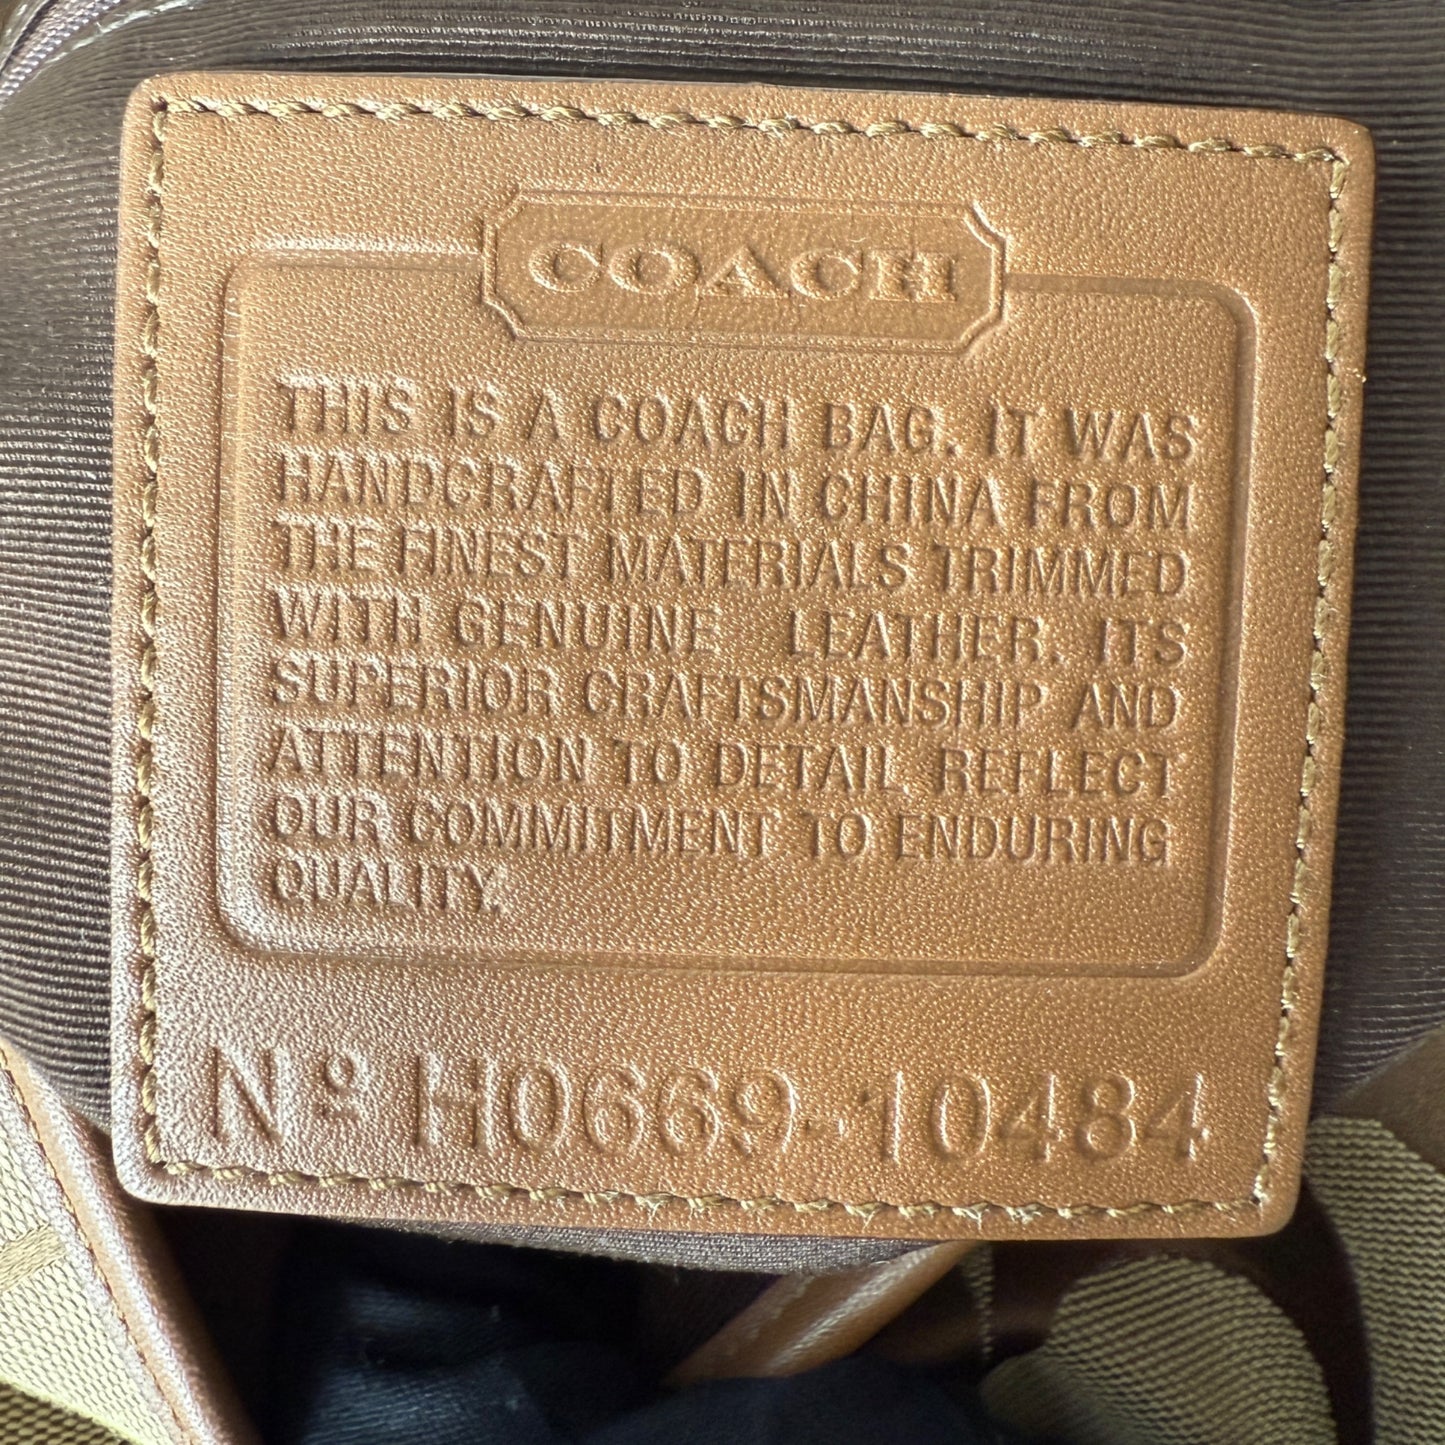 COACH
THIS IS A COACH BAG. IT WAS
HANDCRAFTED IN CHINA FROM
THE FINEST MATERIALS TRIMMED
WITH GENUINE LEATHER. ITS
SUPERIOR CRAFTSMANSHIP AND
ATTENTION TO DETAIL REFLECT
OUR COMMITMENT TO ENDURING
QUALITY.
Nº H0669-10484